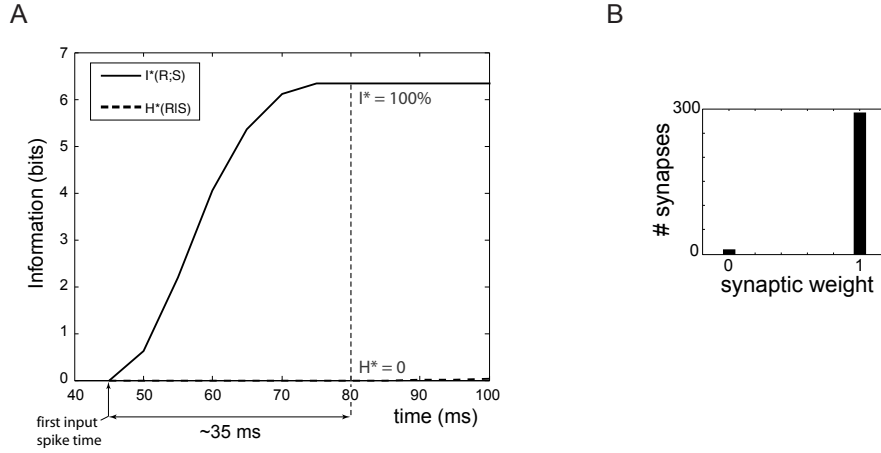 A
B
7
6
5
4
3
2
1
0
Information (bits)
I*(R;S)
H*(R|S)
I* = 100%
H* = 0
40
50
60
70
80
90
100
time (ms)
first input
spike time
~35 ms
300
0
# synapses
0
1
synaptic weight